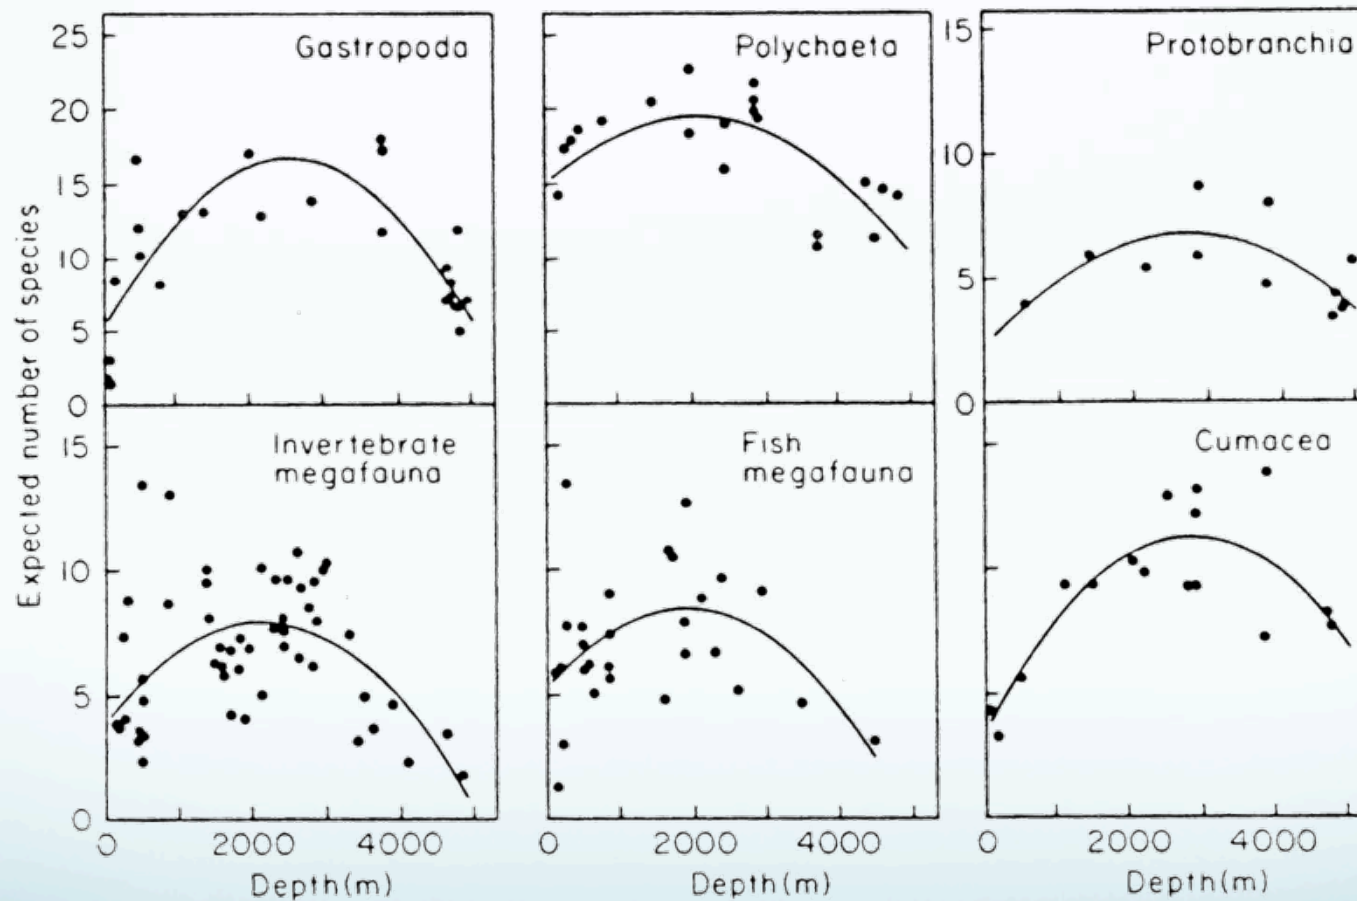 Expected number of species
25
20
15
10
5
0
Gastropoda
Polychaeta
15
10
5
0
Protobranchia
15
10
5
0
Invertebrate
megafauna
Fish
megafauna
Cumacea
0
2000
4000
Depth(m)
0
2000
4000
Depth(m)
0
2000
4000
Depth(m)